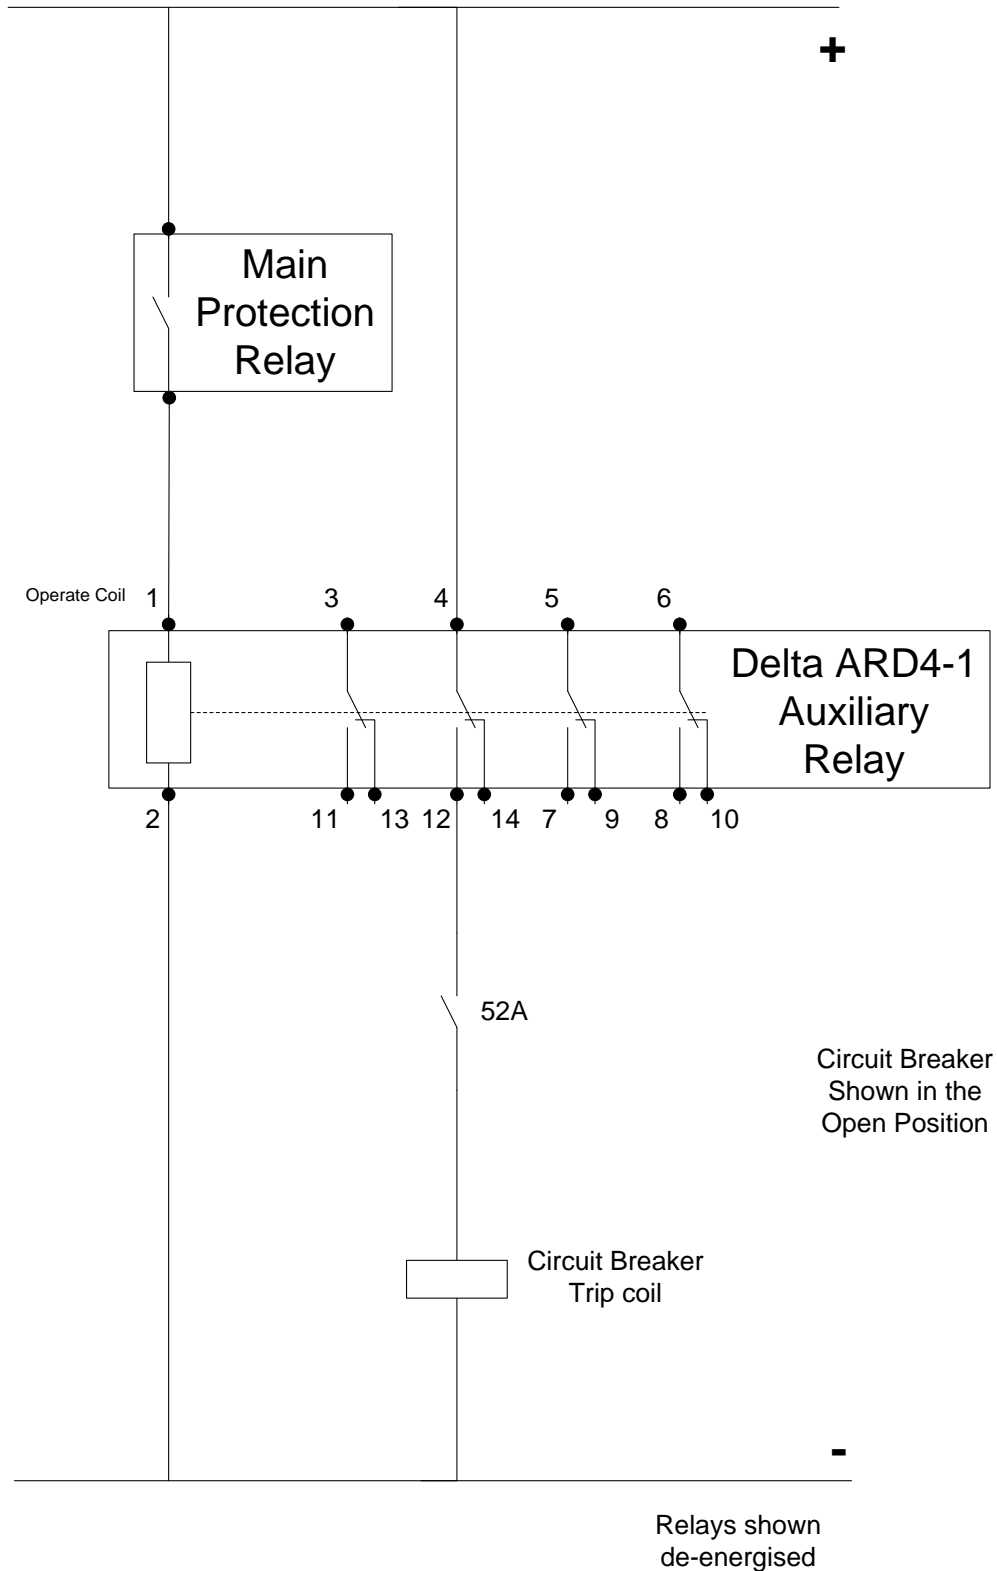 +
Main
Protection
Relay
Operate Coil 1 3 4 5 6
Delta ARD4-1
Auxiliary
Relay
2 11 13 12 14 7 9 8 10
52A
Circuit Breaker
Shown in the
Open Position
Circuit Breaker
Trip coil
-
Relays shown
de-energised